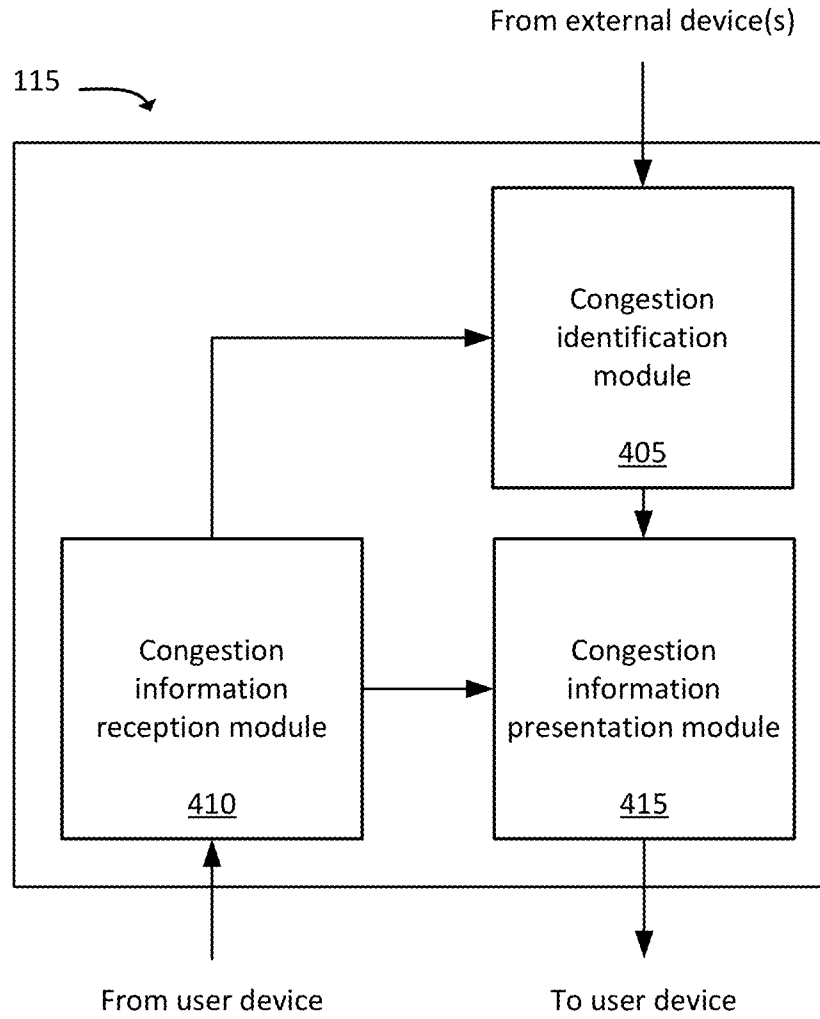 From external device(s)
115
Congestion
identification
module
405
Congestion
information
reception module
410
Congestion
information
presentation module
415
From user device
To user device